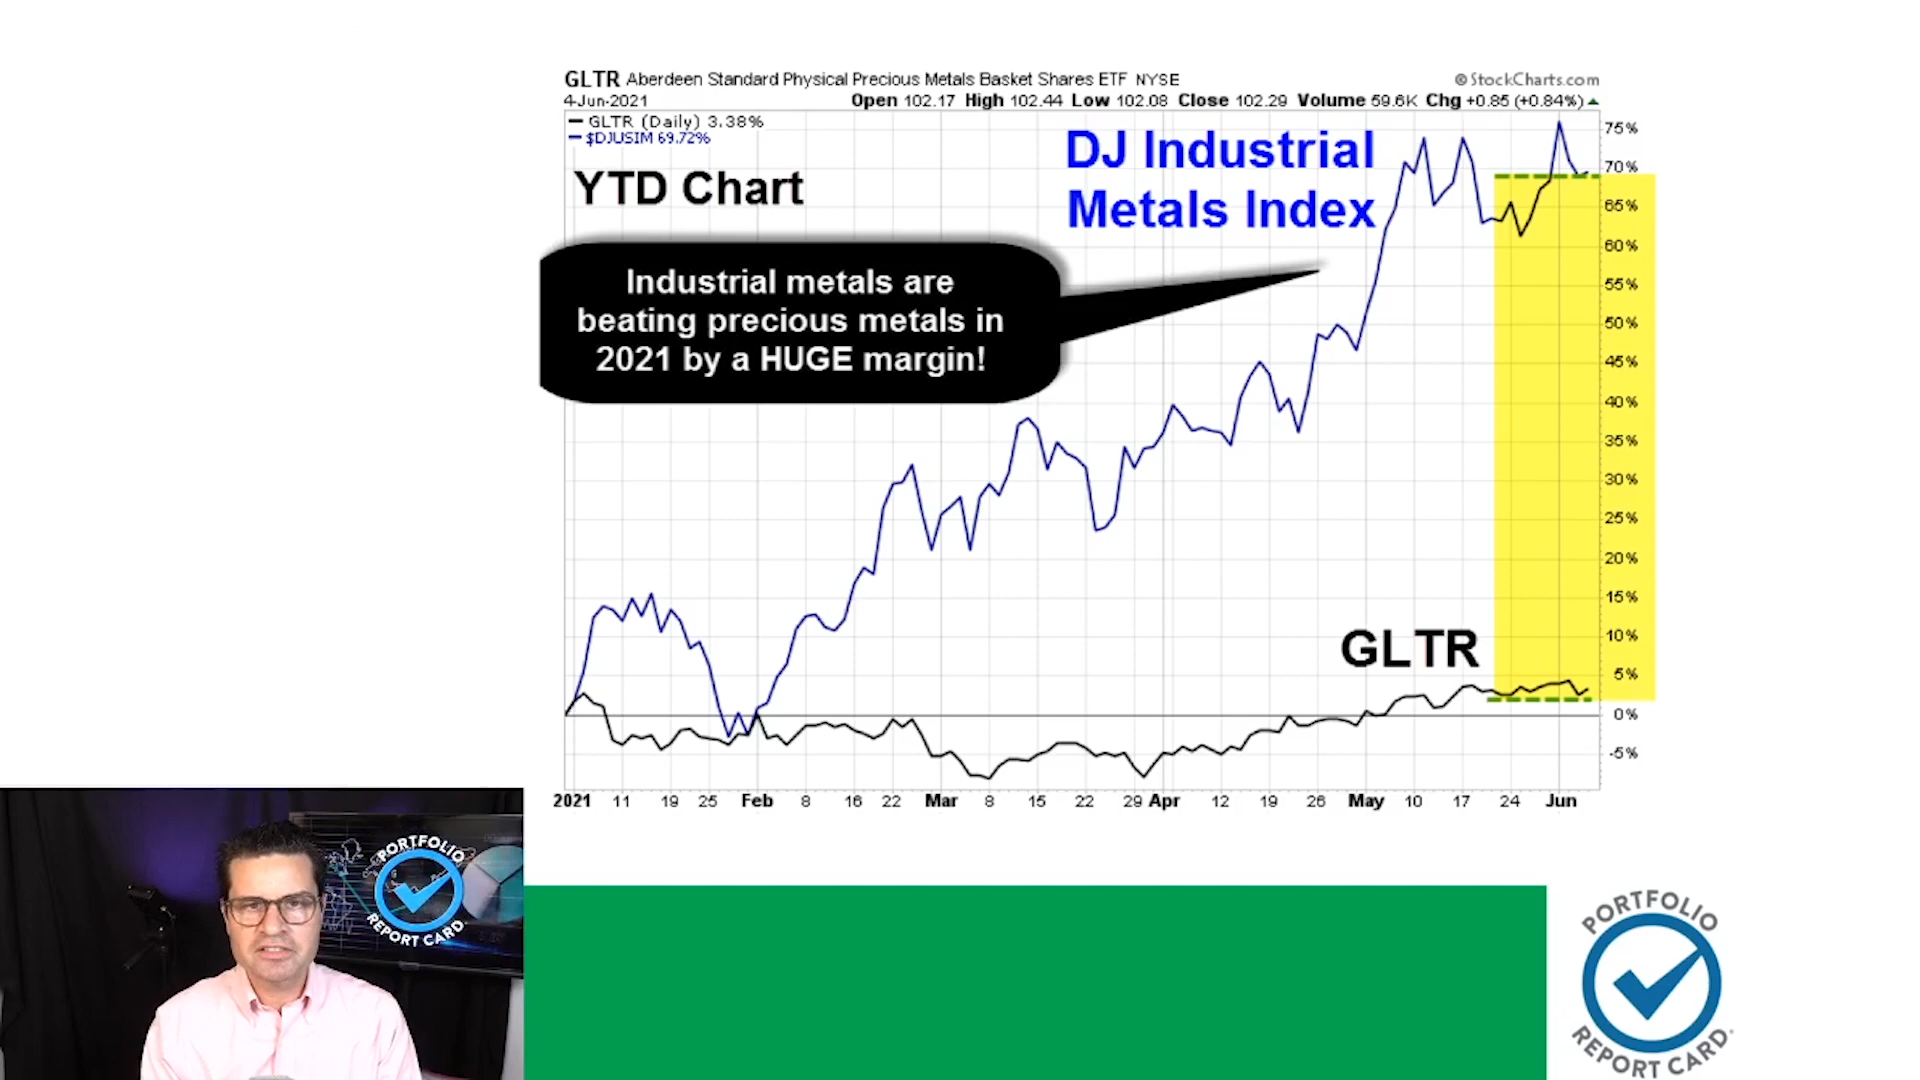 GLTR Aberdeen Standard Physical Precious Metals Basket Shares ETF NYSE
© StockCharts.com
4-Jun-2021
Open 102.17 High 102.44 Low 102.08 Close 102.29 Volume 59.6K Chg +0.85 (+0.84%)
GLTR (Daily) 3.38%
$DJUSIM 69.72%
YTD Chart
DJ Industrial
Metals Index
Industrial metals are
beating precious metals in
2021 by a HUGE margin!
GLTR
75%
70%
65%
60%
55%
50%
45%
40%
35%
30%
25%
20%
15%
10%
5%
0%
-5%
2021 11 19 25 Feb 8 16 22 Mar 8 15 22 29 Apr 12 19 26 May 10 17 24 Jun
PORTFOLIO
REPORT CARD
PORTFOLIO
REPORT CARD